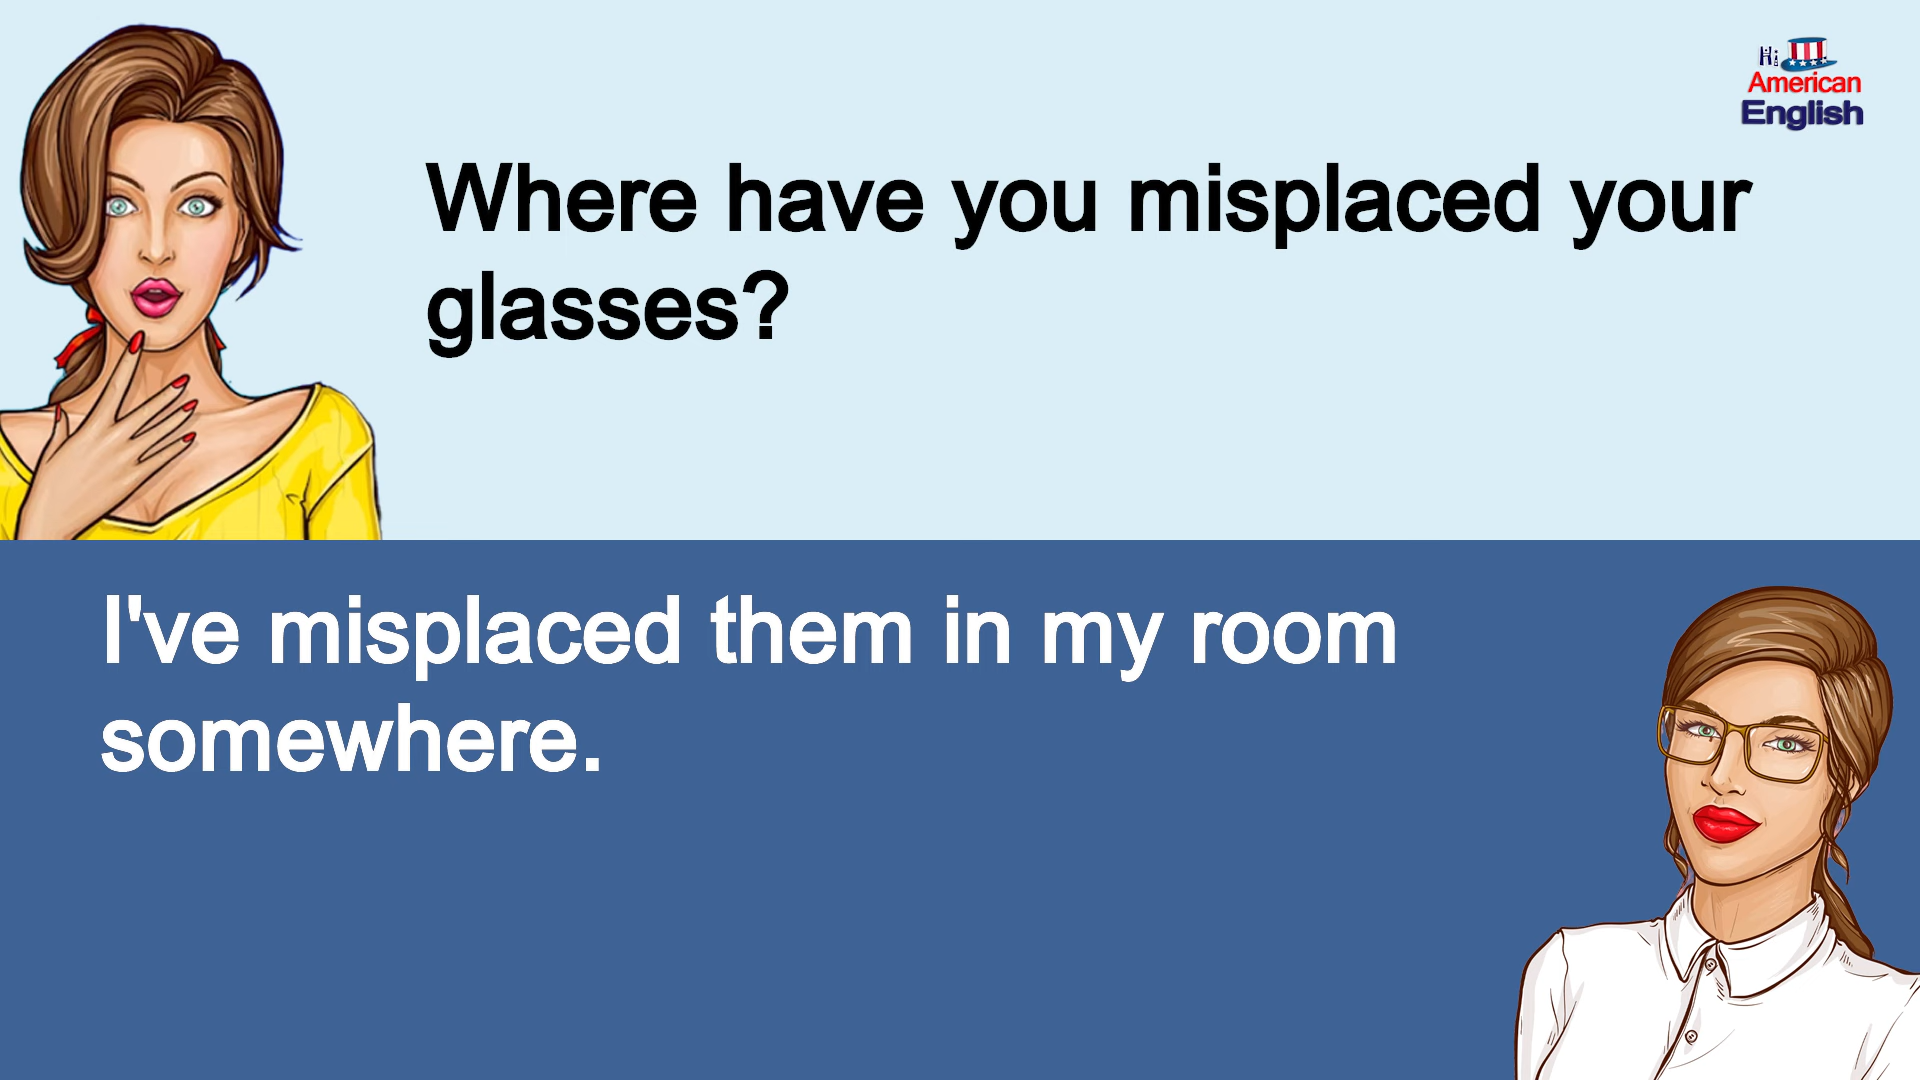 Hi
American
English
Where have you misplaced your
glasses?
I've misplaced them in my room
somewhere.